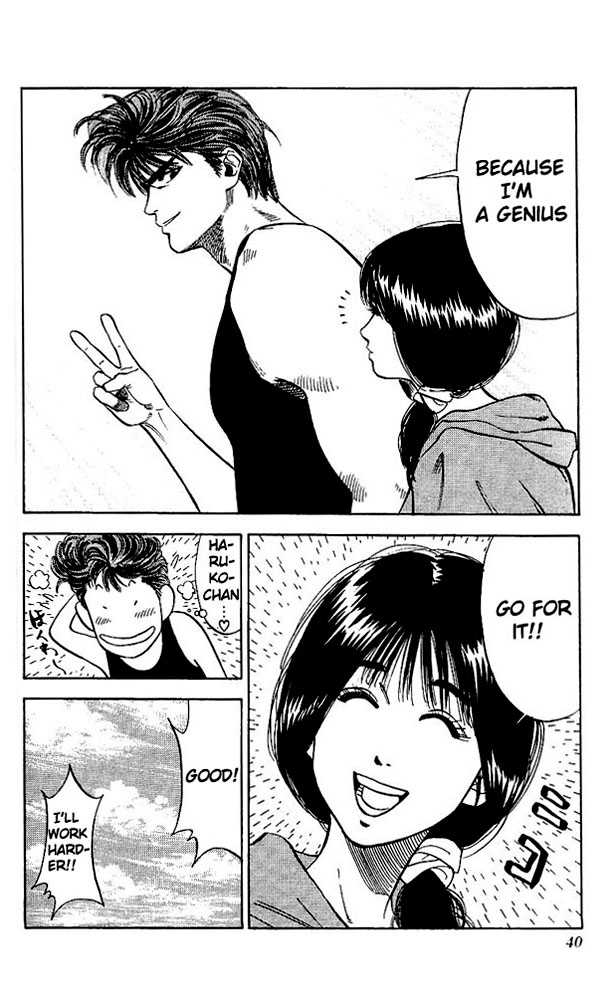 BECAUSE
I'M
A GENIUS
GO FOR
IT!!
HA-
RU-
KO-
CHAN
……♡
GOOD!
I'LL
WORK
HARD-
ER!!
40